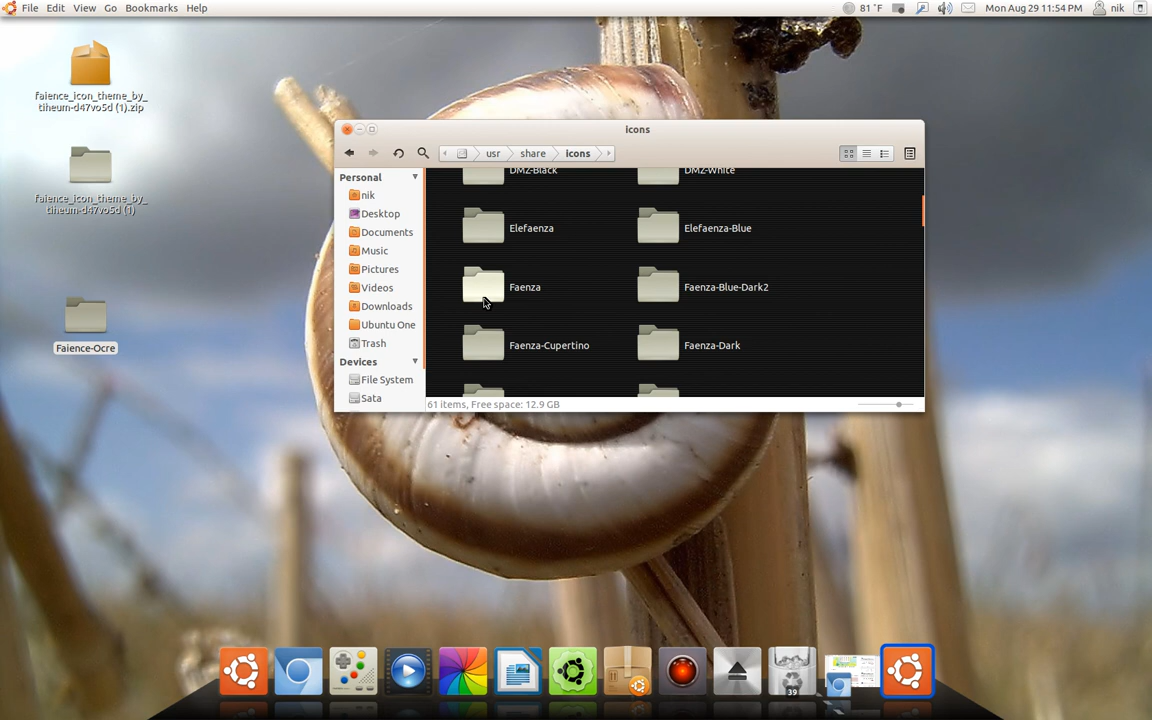 File Edit View Go Bookmarks Help
81 °F
Mon Aug 29 11:54 PM
nik
faience_icon_theme_by_
tiheum-d47vo5d (1).zip
faience_icon_theme_by_
tiheum-d47vo5d (1)
Faience-Ocre
icons
usr share icons
Personal
nik
Desktop
Documents
Music
Pictures
Videos
Downloads
Ubuntu One
Trash
Devices
File System
Sata
DMZ-Black DMZ-White
Elefaenza Elefaenza-Blue
Faenza Faenza-Blue-Dark2
Faenza-Cupertino Faenza-Dark
61 items, Free space: 12.9 GB
39